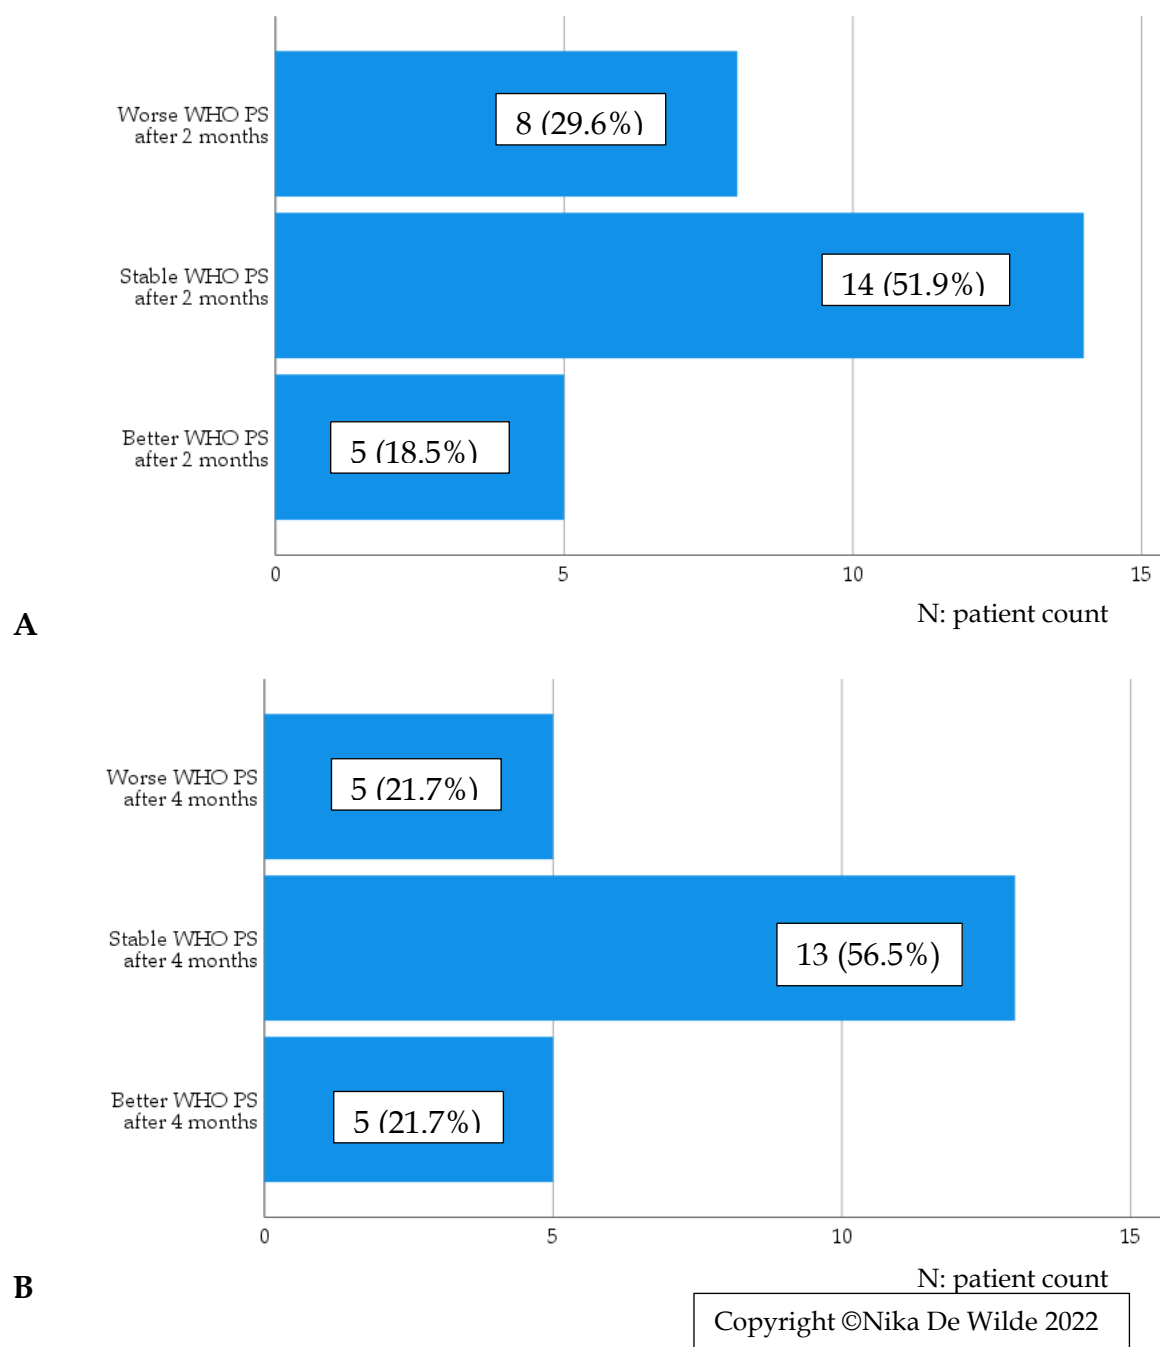 Worse WHO PS
after 2 months
8 (29.6%)
Stable WHO PS
after 2 months
14 (51.9%)
Better WHO PS
after 2 months
5 (18.5%)
0 5 10 15
N: patient count
A
Worse WHO PS
after 4 months
5 (21.7%)
Stable WHO PS
after 4 months
13 (56.5%)
Better WHO PS
after 4 months
5 (21.7%)
0 5 10 15
N: patient count
B
Copyright ©Nika De Wilde 2022